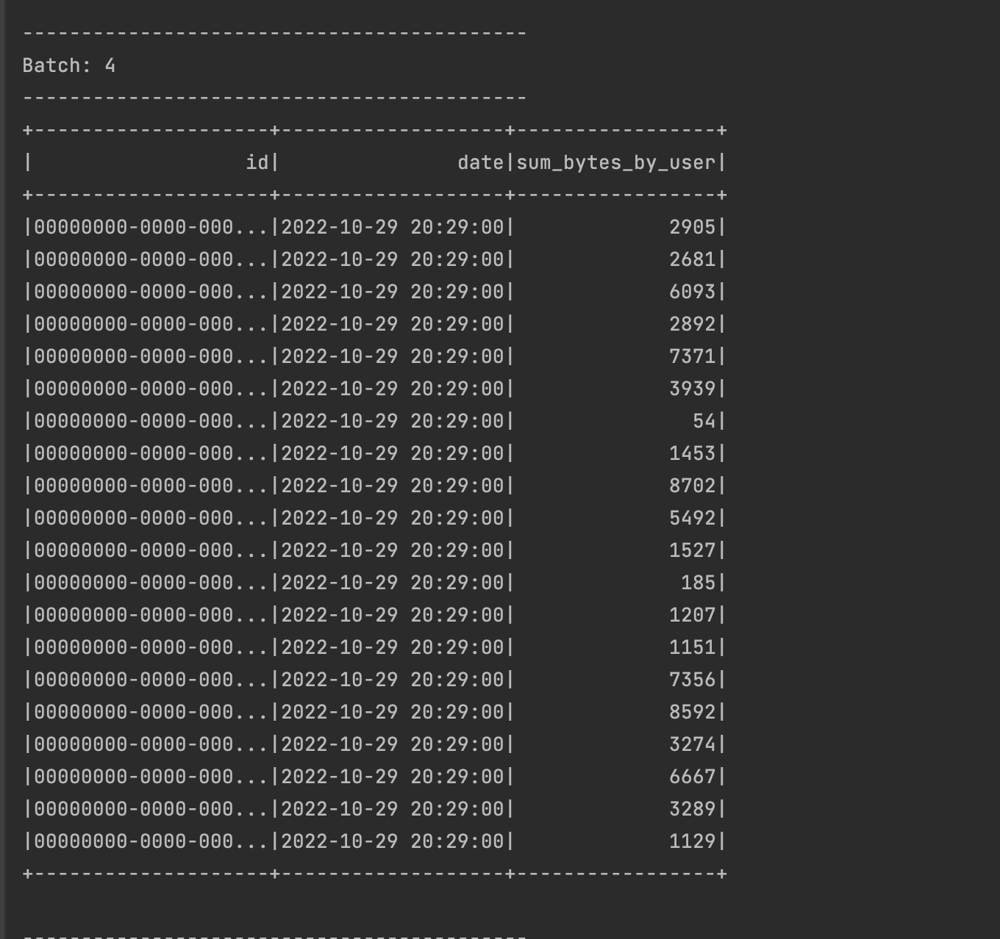 -------------------------------------------
Batch: 4
-------------------------------------------
+--------------------+-------------------+-----------------+
|                  id|               date|sum_bytes_by_user|
+--------------------+-------------------+-----------------+
|00000000-0000-000...|2022-10-29 20:29:00|             2905|
|00000000-0000-000...|2022-10-29 20:29:00|             2681|
|00000000-0000-000...|2022-10-29 20:29:00|             6093|
|00000000-0000-000...|2022-10-29 20:29:00|             2892|
|00000000-0000-000...|2022-10-29 20:29:00|             7371|
|00000000-0000-000...|2022-10-29 20:29:00|             3939|
|00000000-0000-000...|2022-10-29 20:29:00|               54|
|00000000-0000-000...|2022-10-29 20:29:00|             1453|
|00000000-0000-000...|2022-10-29 20:29:00|             8702|
|00000000-0000-000...|2022-10-29 20:29:00|             5492|
|00000000-0000-000...|2022-10-29 20:29:00|             1527|
|00000000-0000-000...|2022-10-29 20:29:00|              185|
|00000000-0000-000...|2022-10-29 20:29:00|             1207|
|00000000-0000-000...|2022-10-29 20:29:00|             1151|
|00000000-0000-000...|2022-10-29 20:29:00|             7356|
|00000000-0000-000...|2022-10-29 20:29:00|             8592|
|00000000-0000-000...|2022-10-29 20:29:00|             3274|
|00000000-0000-000...|2022-10-29 20:29:00|             6667|
|00000000-0000-000...|2022-10-29 20:29:00|             3289|
|00000000-0000-000...|2022-10-29 20:29:00|             1129|
+--------------------+-------------------+-----------------+
-------------------------------------------